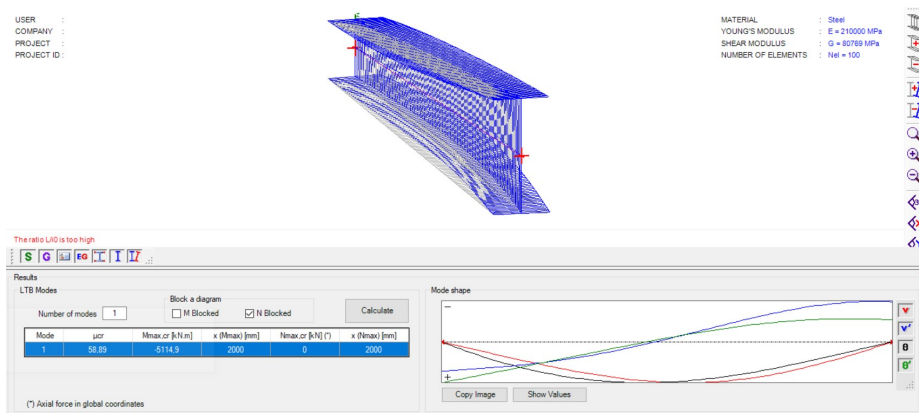 USER :
COMPANY :
PROJECT :
PROJECT ID :
MATERIAL : Steel
YOUNG'S MODULUS : E = 210000 MPa
SHEAR MODULUS : G = 80769 MPa
NUMBER OF ELEMENTS : Nel = 100
The ratio L/i0 is too high
S G EG I
Results
LTB Modes
Number of modes 1
Block a diagram
M Blocked N Blocked
Calculate
Mode µcr Mmax,cr [kN.m] x (Mmax) [mm] Nmax,cr [kN] (*) x (Nmax) [mm]
1 58,89 -5114,9 2000 0 2000
(*) Axial force in global coordinates
Mode shape
−
+
v
v'
θ
θ'
Copy Image Show Values